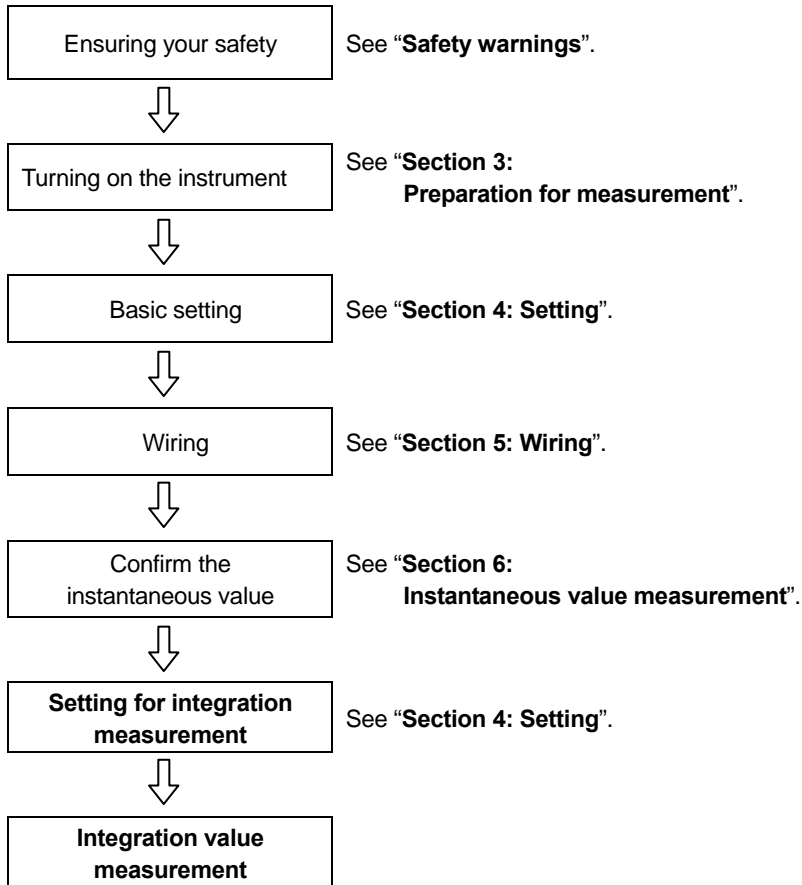 Ensuring your safety
See “Safety warnings”.
Turning on the instrument
See “Section 3:
Preparation for measurement”.
Basic setting
See “Section 4: Setting”.
Wiring
See “Section 5: Wiring”.
Confirm the
instantaneous value
See “Section 6:
Instantaneous value measurement”.
Setting for integration
measurement
See “Section 4: Setting”.
Integration value
measurement